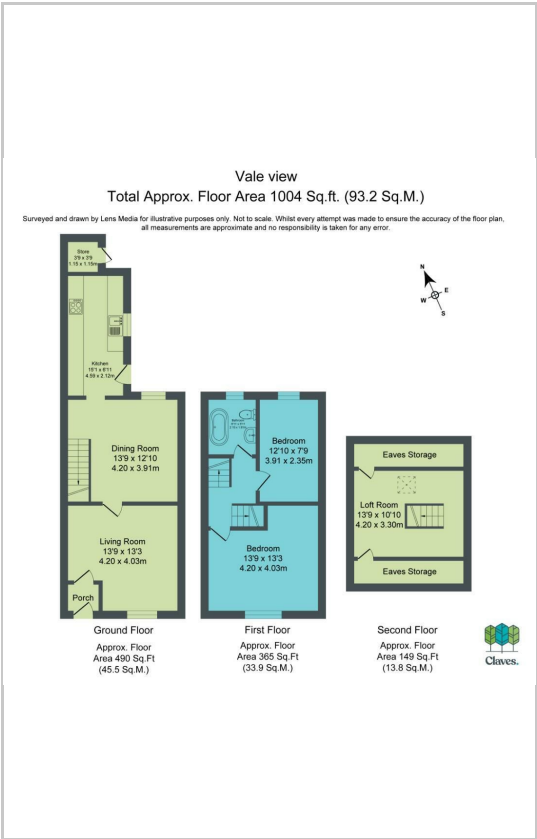 Vale view
Total Approx. Floor Area 1004 Sq.ft. (93.2 Sq.M.)
Surveyed and drawn by Lens Media for illustrative purposes only. Not to scale. Whilst every attempt was made to ensure the accuracy of the floor plan,
all measurements are approximate and no responsibility is taken for any error.
Store
3'9 x 3'9
1.15 x 1.15m
N
E
W
S
Kitchen
15'1 x 6'11
4.59 x 2.12m
Dining Room
13'9 x 12'10
4.20 x 3.91m
Living Room
13'9 x 13'3
4.20 x 4.03m
Porch
Ground Floor
Approx. Floor
Area 490 Sq.Ft
(45.5 Sq.M.)
Bathroom
Bedroom
12'10 x 7'9
3.91 x 2.35m
Bedroom
13'9 x 13'3
4.20 x 4.03m
First Floor
Approx. Floor
Area 365 Sq.Ft
(33.9 Sq.M.)
Eaves Storage
Loft Room
13'9 x 10'10
4.20 x 3.30m
Eaves Storage
Second Floor
Approx. Floor
Area 149 Sq.Ft
(13.8 Sq.M.)
Claves.